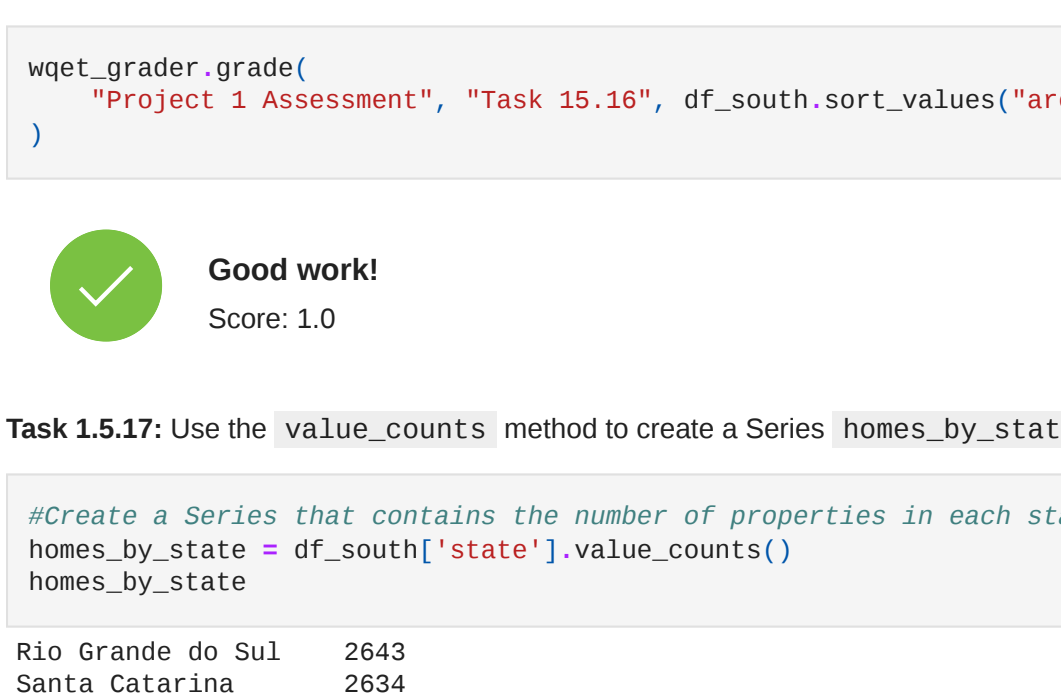 wqet_grader.grade(
    "Project 1 Assessment", "Task 15.16", df_south.sort_values("ar
)
Good work!
Score: 1.0
Task 1.5.17: Use the value_counts method to create a Series homes_by_stat
#Create a Series that contains the number of properties in each sta
homes_by_state = df_south['state'].value_counts()
homes_by_state
Rio Grande do Sul    2643
Santa Catarina       2634